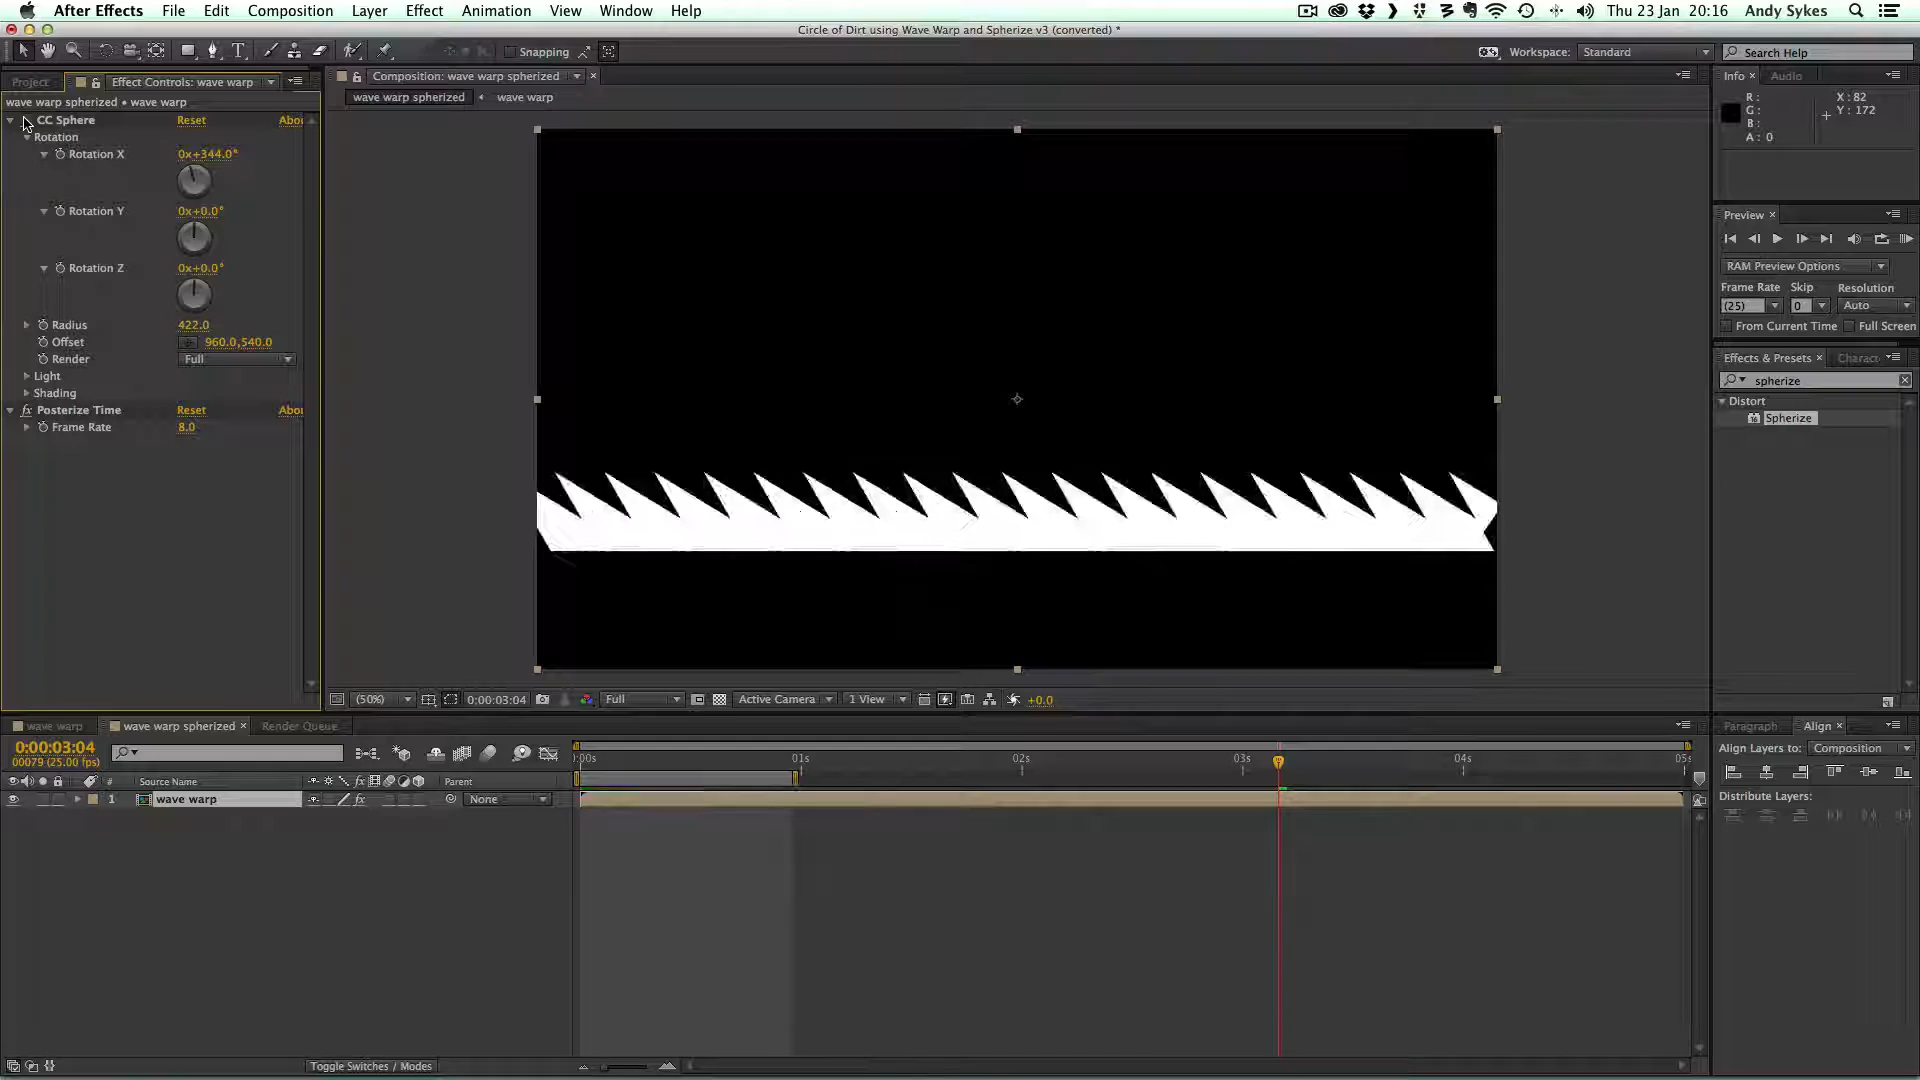 After Effects File Edit Composition Layer Effect Animation View Window Help Thu 23 Jan 20:16 Andy Sykes
Circle of Dirt using Wave Warp and Spherize v3 (converted) *
Snapping Workspace: Standard Search Help
Project Effect Controls: wave warp Composition: wave warp spherized Info Audio
wave warp spherized • wave warp
wave warp spherized wave warp
R: X: 82
G: Y: 172
B:
A: 0
CC Sphere Reset Abou
Rotation
Rotation X 0x+344.0°
Rotation Y 0x+0.0°
Rotation Z 0x+0.0°
Radius 422.0
Offset 960.0,540.0
Render Full
Light
Shading
Posterize Time Reset Abou
Frame Rate 8.0
Preview
RAM Preview Options
Frame Rate Skip Resolution
(25) 0 Auto
From Current Time Full Screen
Effects & Presets Charact
spherize
Distort
Spherize
(50%) 0:00:03:04 Full Active Camera 1 View +0.0
wave warp wave warp spherized Render Queue
0:00:03:04
00079 (25.00 fps)
):00s 01s 02s 03s 04s 05s
# Source Name Parent
1 wave warp None
Paragraph Align
Align Layers to: Composition
Distribute Layers:
Toggle Switches / Modes